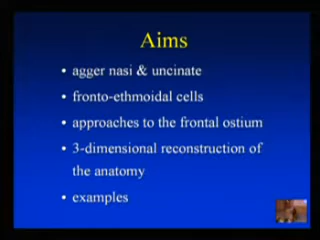 Aims
• agger nasi & uncinate
• fronto-ethmoidal cells
• approaches to the frontal ostium
• 3-dimensional reconstruction of
the anatomy
• examples